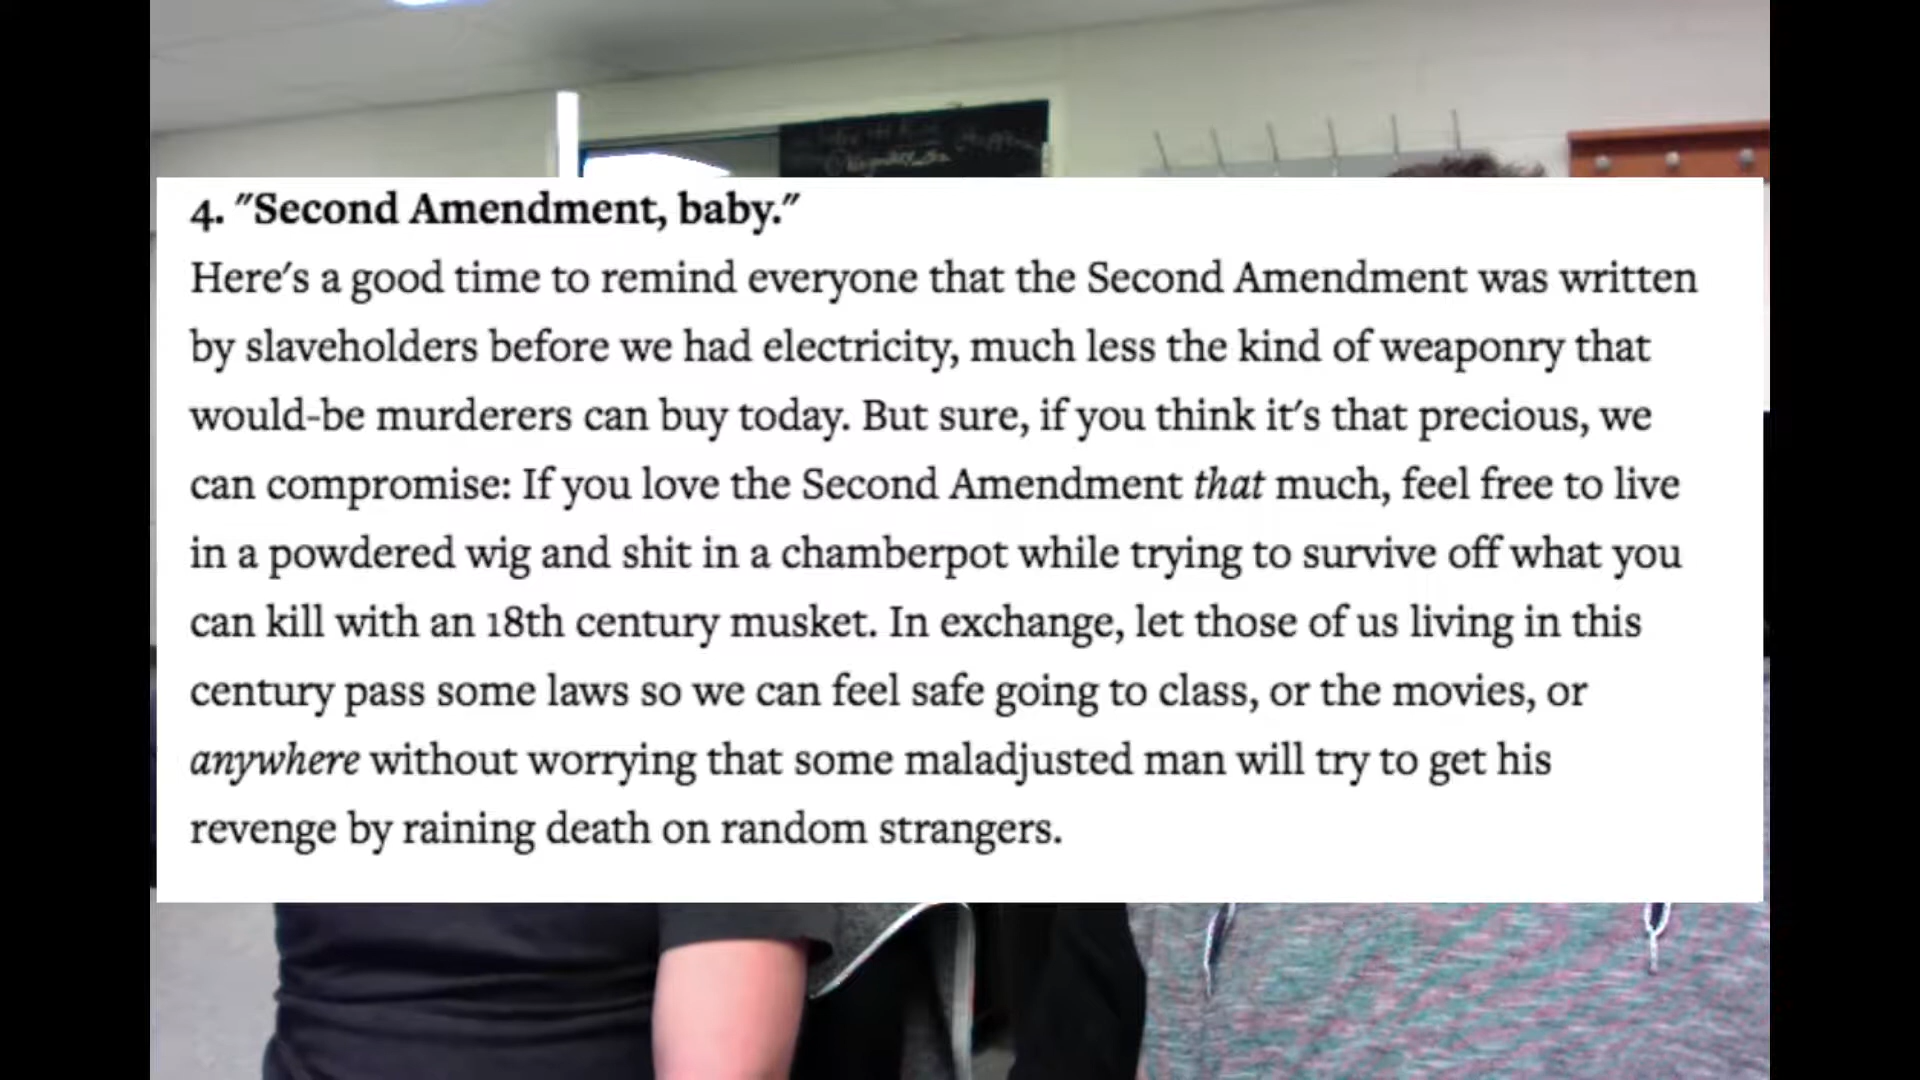 4. "Second Amendment, baby."
Here's a good time to remind everyone that the Second Amendment was written
by slaveholders before we had electricity, much less the kind of weaponry that
would-be murderers can buy today. But sure, if you think it's that precious, we
can compromise: If you love the Second Amendment that much, feel free to live
in a powdered wig and shit in a chamberpot while trying to survive off what you
can kill with an 18th century musket. In exchange, let those of us living in this
century pass some laws so we can feel safe going to class, or the movies, or
anywhere without worrying that some maladjusted man will try to get his
revenge by raining death on random strangers.